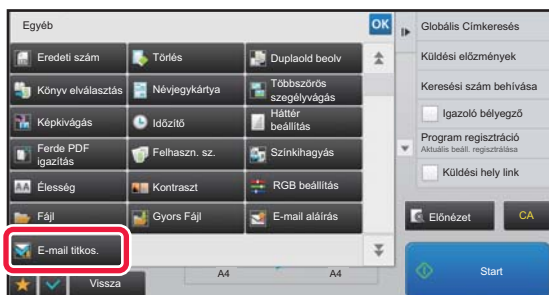 Egyéb
OK
Eredeti szám
Törlés
Duplaold beolv
Könyv elválasztás
Névjegykártya
Többszörös
szegélyvágás
Képkivágás
Időzítő
Háttér
beállítás
Ferde PDF
igazítás
Felhaszn. sz.
Színkihagyás
AA Élesség
Kontraszt
RGB beállítás
Fájl
Gyors Fájl
E-mail aláírás
E-mail titkos.
Vissza
A4
A4
Globális Címkeresés
Küldési előzmények
Keresési szám behívása
Igazoló bélyegző
Program regisztráció
Aktuális beáll. regisztrálása
Küldési hely link
Előnézet
CA
Start